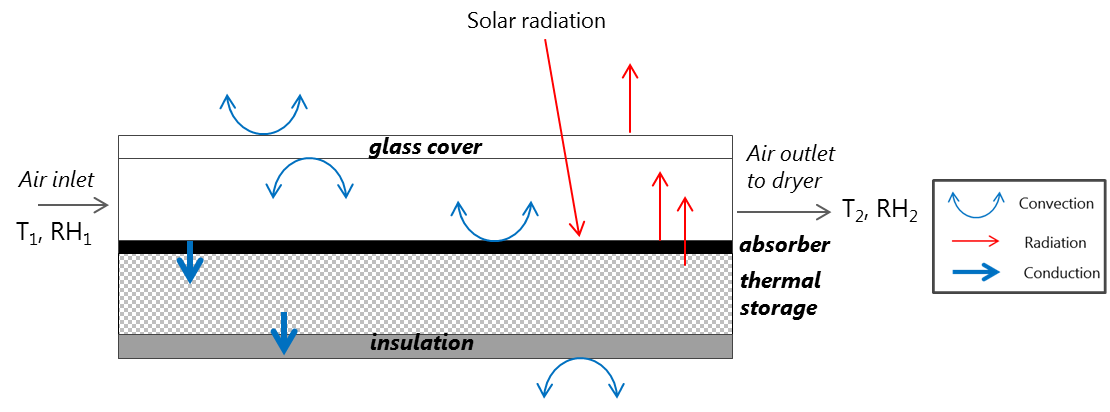 Solar radiation
glass cover
Air inlet
T1, RH1
Air outlet
to dryer
T2, RH2
absorber
thermal
storage
insulation
Convection
Radiation
Conduction